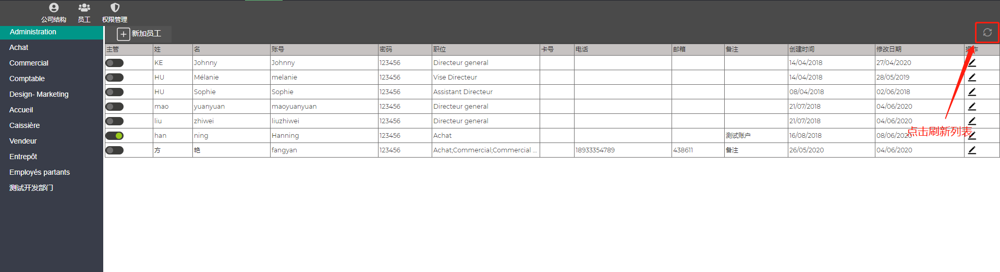 公司结构 员工 权限管理
Administration
Achat
Commercial
Comptable
Design- Marketing
Accueil
Caissière
Vendeur
Entrepôt
Employés partants
测试开发部门
新加员工
主管 姓 名 账号 密码 职位 卡号 电话 邮箱 备注 创建时间 修改日期 操作
KE Johnny Johnny 123456 Directeur general 14/04/2018 27/04/2020
HU Mélanie melanie 123456 Vise Directeur 14/04/2018 28/05/2019
HU Sophie Sophie 123456 Assistant Directeur 08/04/2018 02/06/2018
mao yuanyuan maoyuanyuan 123456 Directeur general 21/07/2018 04/06/2020
liu zhiwei liuzhiwei 123456 Directeur general 21/07/2018 04/06/2020
han ning Hanning 123456 Achat 测试账户 16/08/2018 08/06/2020
方 艳 fangyan 123456 Achat;Commercial;Commercial ... 18933354789 438611 备注 26/05/2020 04/06/2020
点击刷新列表